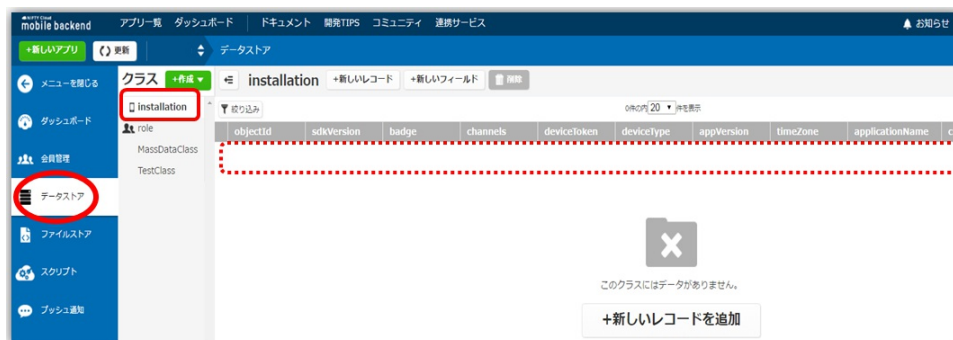 NIFTY Cloud
mobile backend アプリ一覧 ダッシュボード ドキュメント 開発TIPS コミュニティ 連携サービス お知らせ
+新しいアプリ 更新 データストア
メニューを閉じる
ダッシュボード
会員管理
データストア
ファイルストア
スクリプト
プッシュ通知
クラス +作成
installation
role
MassDataClass
TestClass
installation +新しいレコード +新しいフィールド 削除
絞り込み 0件の内 20 件を表示
objectId sdkVersion badge channels deviceToken deviceType appVersion timeZone applicationName c
このクラスにはデータがありません。
+新しいレコードを追加